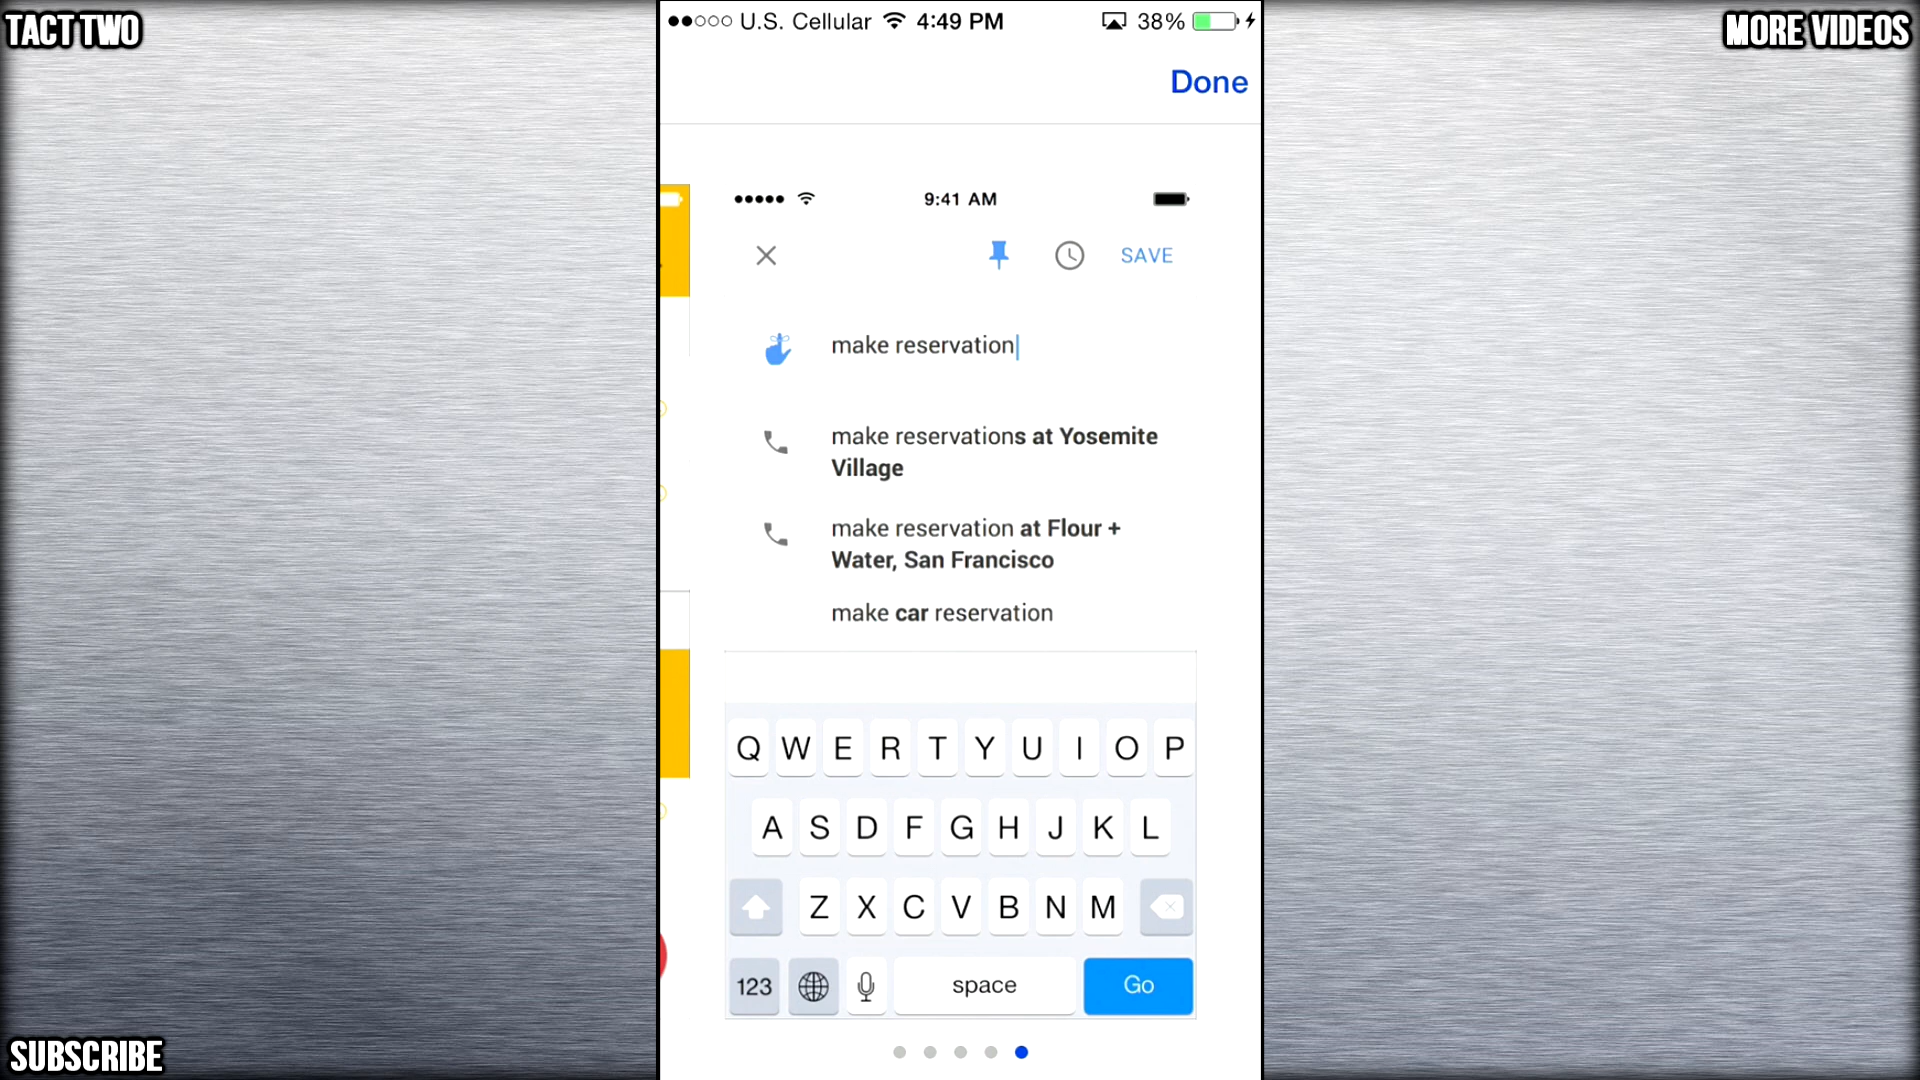 TACT TWO
MORE VIDEOS
U.S. Cellular 4:49 PM 38%
Done
9:41 AM
SAVE
make reservation
make reservations at Yosemite
Village
make reservation at Flour +
Water, San Francisco
make car reservation
Q W E R T Y U I O P
A S D F G H J K L
Z X C V B N M
123 space Go
SUBSCRIBE